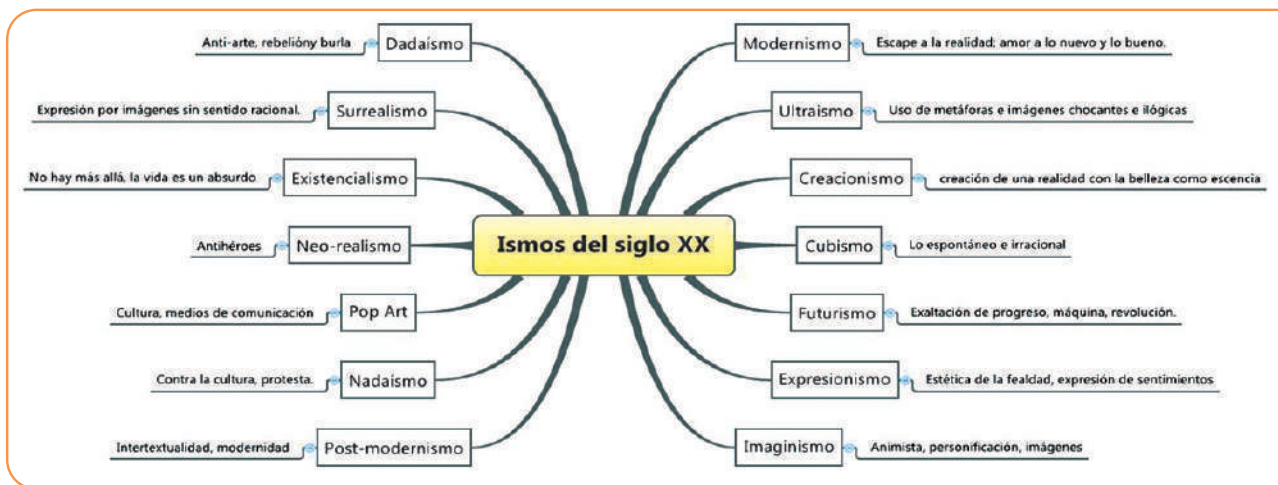 Ismos del siglo XX
Dadaísmo
Anti-arte, rebelióny burla
Surrealismo
Expresión por imágenes sin sentido racional.
Existencialismo
No hay más allá, la vida es un absurdo
Neo-realismo
Antihéroes
Pop Art
Cultura, medios de comunicación
Nadaísmo
Contra la cultura, protesta.
Post-modernismo
Intertextualidad, modernidad
Modernismo
Escape a la realidad; amor a lo nuevo y lo bueno.
Ultraismo
Uso de metáforas e imágenes chocantes e ilógicas
Creacionismo
creación de una realidad con la belleza como escencia
Cubismo
Lo espontáneo e irracional
Futurismo
Exaltación de progreso, máquina, revolución.
Expresionismo
Estética de la fealdad, expresión de sentimientos
Imaginismo
Animista, personificación, imágenes